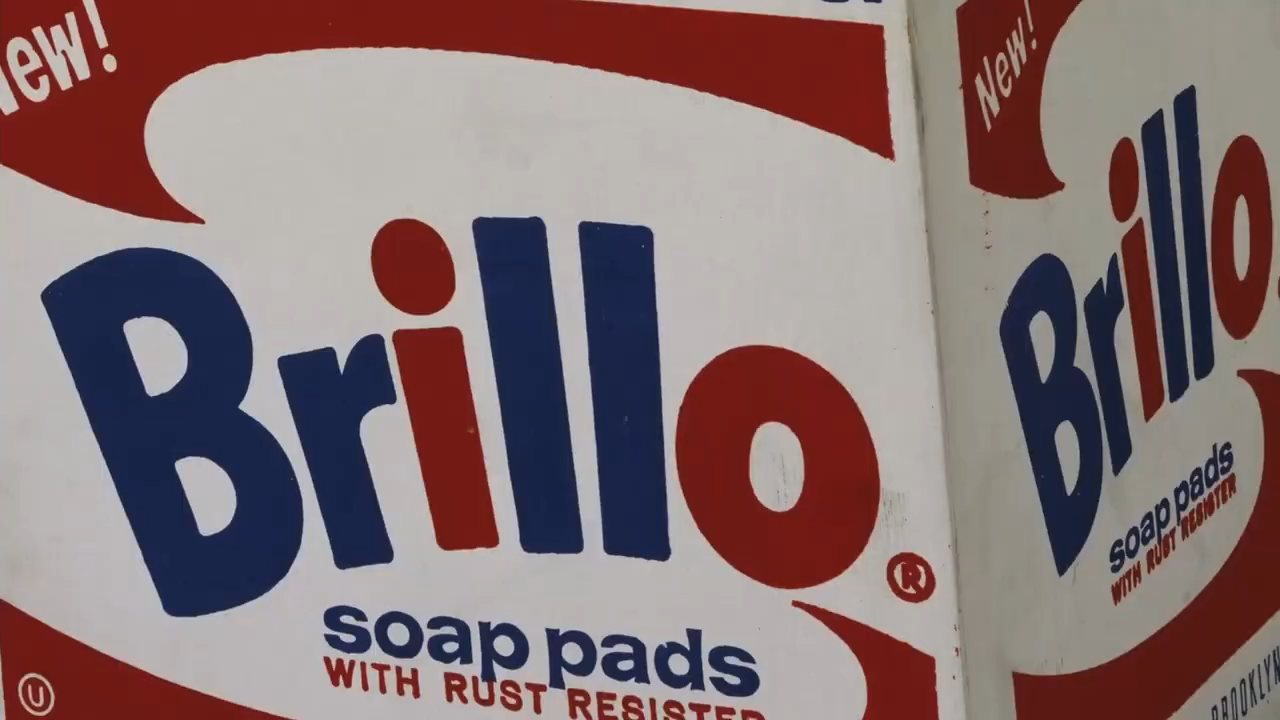 New!
Brillo®
soap pads
WITH RUST RESISTER
U
New!
Brillo
soap pads
WITH RUST RESISTER
BROOKLYN